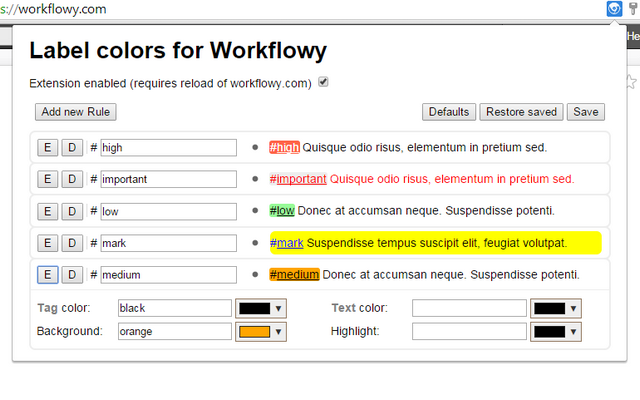 s://workflowy.com
He
Label colors for Workflowy
Extension enabled (requires reload of workflowy.com)
Add new Rule Defaults Restore saved Save
E D # high #high Quisque odio risus, elementum in pretium sed.
E D # important #important Quisque odio risus, elementum in pretium sed.
E D # low #low Donec at accumsan neque. Suspendisse potenti.
E D # mark #mark Suspendisse tempus suscipit elit, feugiat volutpat.
E D # medium #medium Donec at accumsan neque. Suspendisse potenti.
Tag color: black Text color:
Background: orange Highlight: